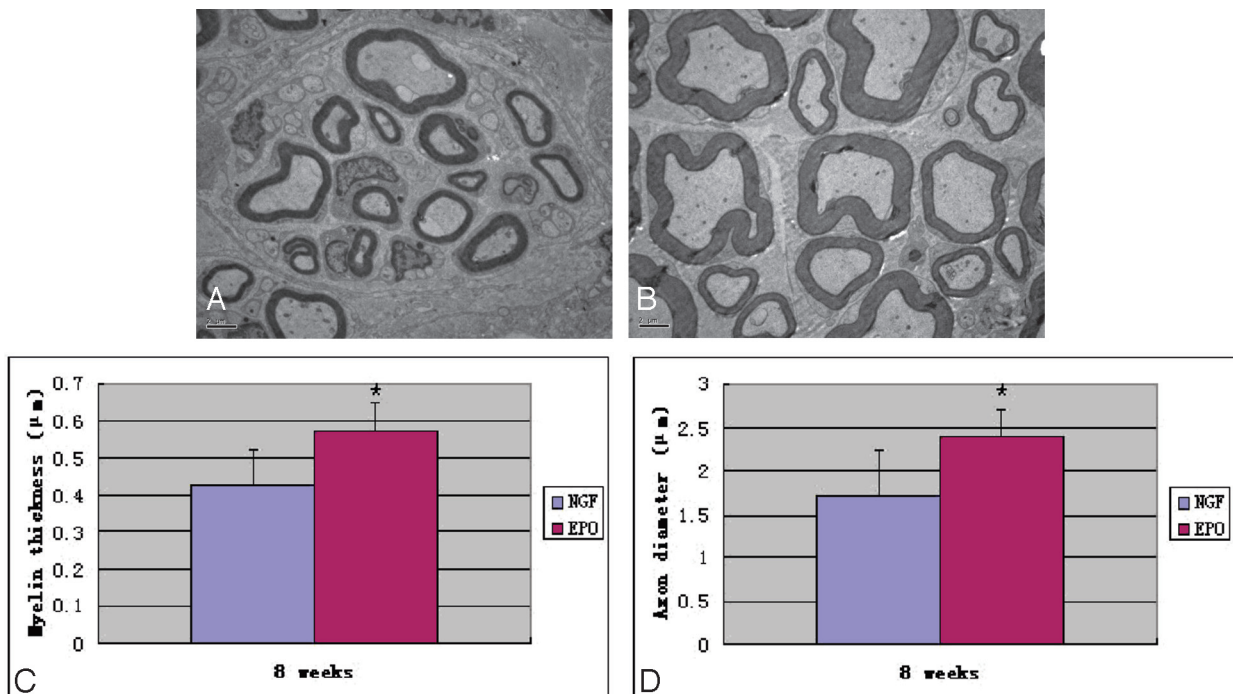 A
2 μm
B
2 μm
Myelin thickness (μm)
0.7
0.6
0.5
0.4
0.3
0.2
0.1
0
*
NGF
EPO
8 weeks
C
Axon diameter (μm)
3
2.5
2
1.5
1
0.5
0
*
NGF
EPO
8 weeks
D